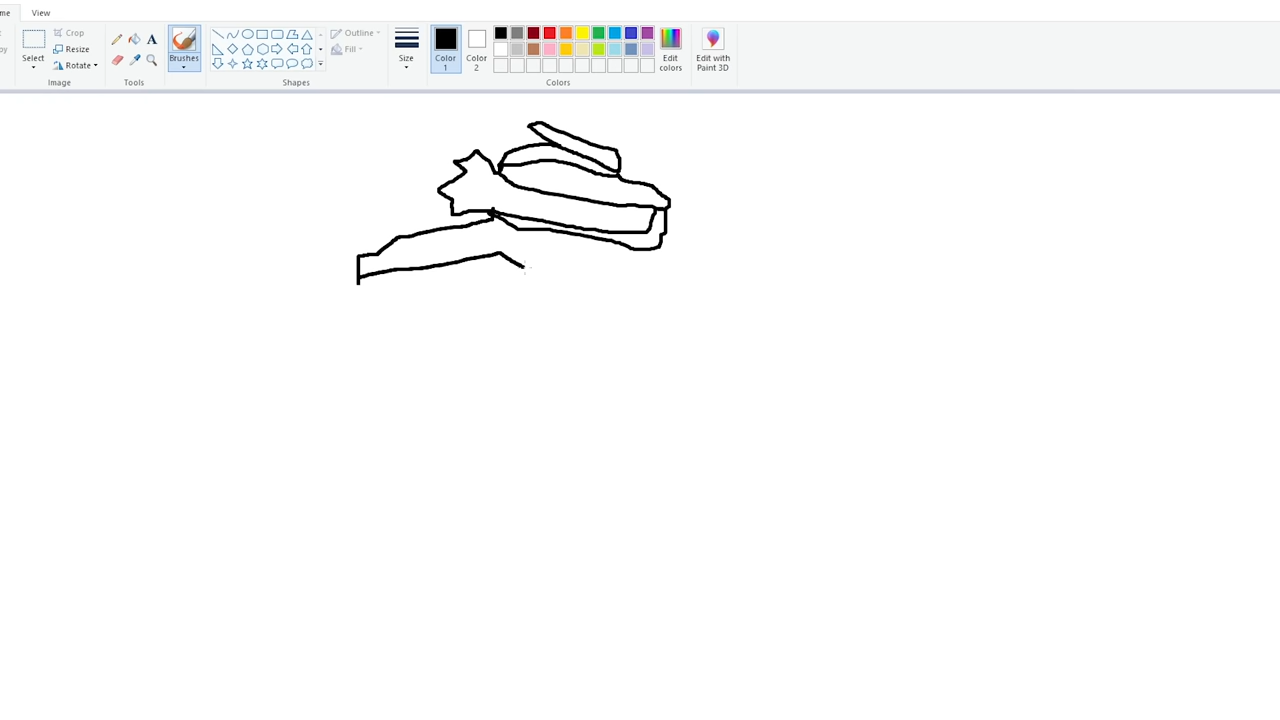 me View
Crop
Resize
Rotate
Select
Image
Tools
Brushes
Shapes
Outline
Fill
Size
Color 1
Color 2
Edit colors
Colors
Edit with Paint 3D